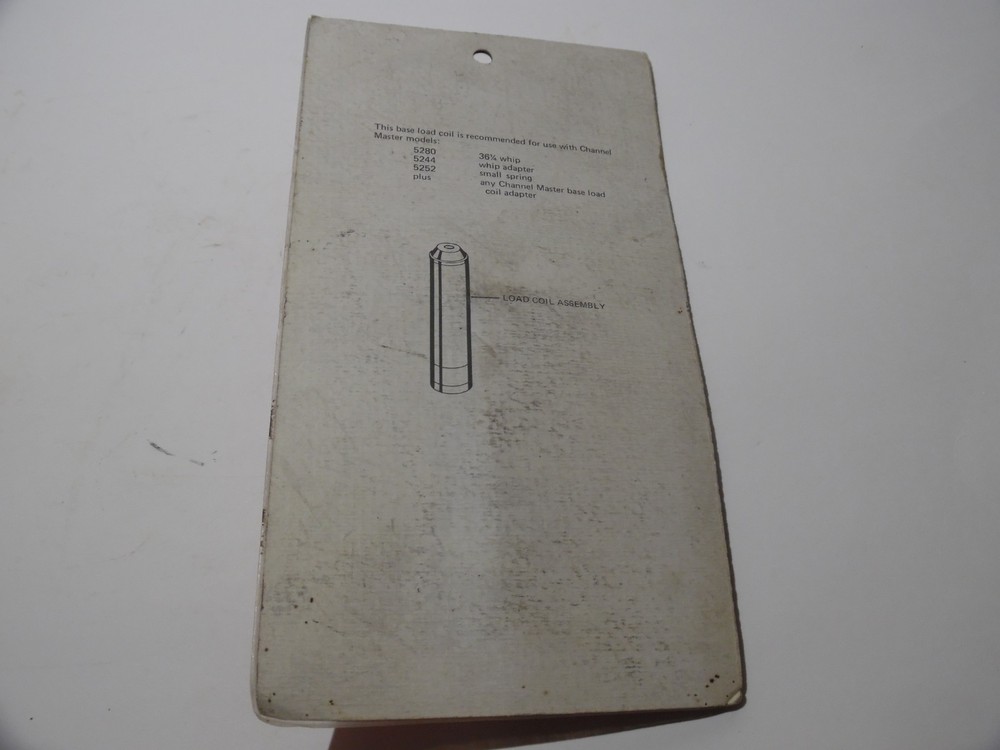 This base load coil is recommended for use with Channel
Master models:
5280 36¼ whip
5244 whip adapter
5252 small spring
plus any Channel Master base load
coil adapter
LOAD COIL ASSEMBLY